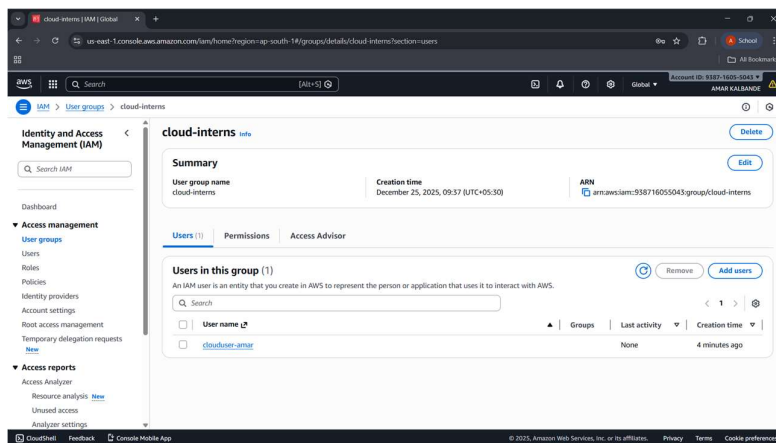 cloud-interns | IAM | Global
us-east-1.console.aws.amazon.com/iam/home?region=ap-south-1#/groups/details/cloud-interns?section=users
A School
All Bookmark
aws
Search [Alt+S]
Global
Account ID: 9387-1605-5043
AMAR KALBANDE
IAM > User groups > cloud-interns
Identity and Access Management (IAM)
Search IAM
Dashboard
Access management
User groups
Users
Roles
Policies
Identity providers
Account settings
Root access management
Temporary delegation requests
New
Access reports
Access Analyzer
Resource analysis New
Unused access
Analyzer settings
cloud-interns Info
Delete
Summary
Edit
User group name
cloud-interns
Creation time
December 25, 2025, 09:37 (UTC+05:30)
ARN
arn:aws:iam::938716055043:group/cloud-interns
Users (1) Permissions Access Advisor
Users in this group (1)
Remove Add users
An IAM user is an entity that you create in AWS to represent the person or application that uses it to interact with AWS.
Search
1
User name Groups Last activity Creation time
clouduser-amar None 4 minutes ago
CloudShell Feedback Console Mobile App © 2025, Amazon Web Services, Inc. or its affiliates. Privacy Terms Cookie preference